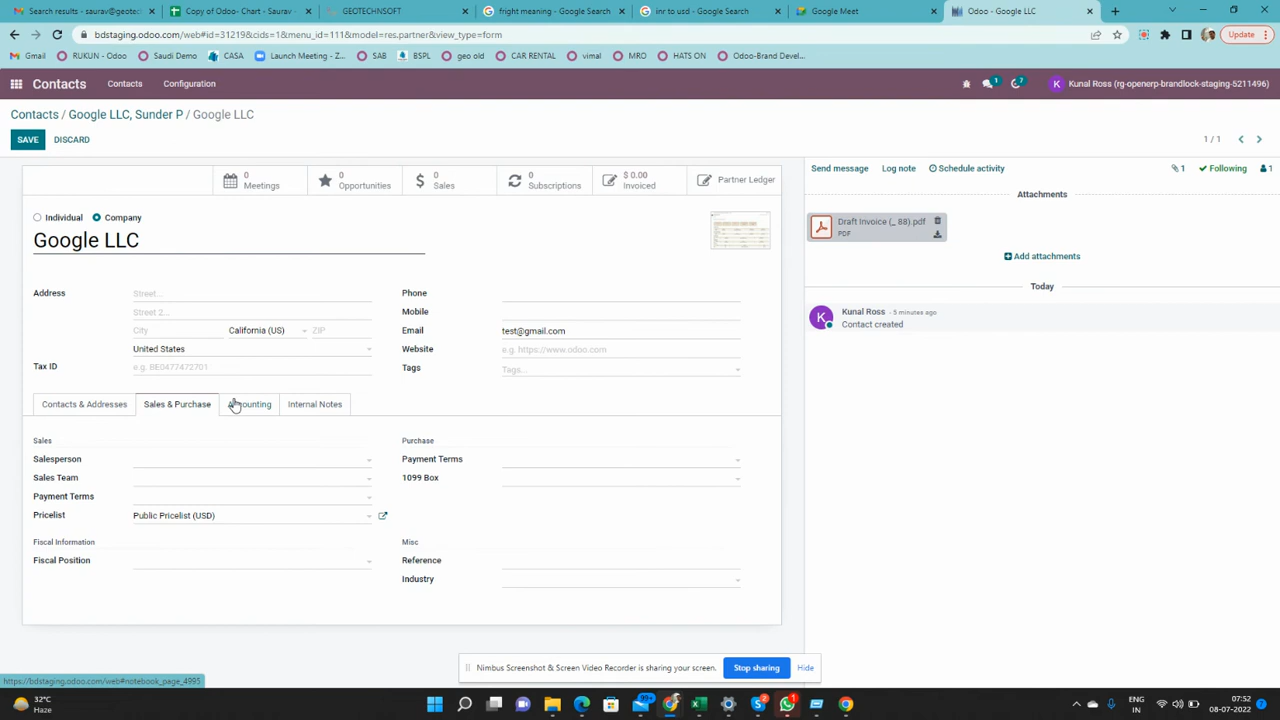 Search results - saurav@geotec
Copy of Odoo- Chart - Saurav -
GEOTECHNSOFT
fright meaning - Google Search
inr to usd - Google Search
Google Meet
Odoo - Google LLC
bdstaging.odoo.com/web#id=31219&cids=1&menu_id=111&model=res.partner&view_type=form
Update
Gmail
RUKUN - Odoo
Saudi Demo
CASA
Launch Meeting - Z...
SAB
BSPL
geo old
CAR RENTAL
vimal
MRO
HATS ON
Odoo-Brand Devel...
Contacts
Contacts
Configuration
1
7
K
Kunal Ross (rg-openerp-brandlock-staging-5211496)
Contacts / Google LLC, Sunder P / Google LLC
SAVE
DISCARD
1 / 1
0
Meetings
0
Opportunities
0
Sales
0
Subscriptions
$ 0.00
Invoiced
Partner Ledger
Send message
Log note
Schedule activity
1
Following
1
Attachments
Individual
Company
Google LLC
Draft Invoice (_ 88).pdf
PDF
Add attachments
Today
Address
Street...
Street 2...
City
California (US)
ZIP
United States
Tax ID
e.g. BE0477472701
Phone
Mobile
Email
test@gmail.com
Website
e.g. https://www.odoo.com
Tags
Tags...
K
Kunal Ross - 5 minutes ago
Contact created
Contacts & Addresses
Sales & Purchase
Accounting
Internal Notes
Sales
Salesperson
Sales Team
Payment Terms
Pricelist
Public Pricelist (USD)
Purchase
Payment Terms
1099 Box
Fiscal Information
Fiscal Position
Misc
Reference
Industry
Nimbus Screenshot & Screen Video Recorder is sharing your screen.
Stop sharing
Hide
https://bdstaging.odoo.com/web#notebook_page_4995
32°C
Haze
ENG
IN
07:52
08-07-2022